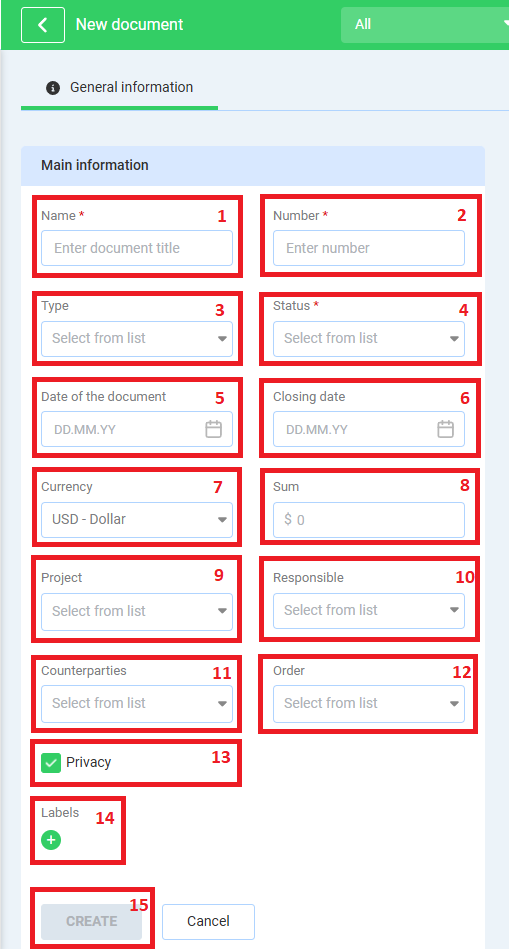 New document
All
General information
Main information
Name * 1
Number * 2
Enter document title
Enter number
Type 3
Status * 4
Select from list
Select from list
Date of the document 5
Closing date 6
DD.MM.YY
DD.MM.YY
Currency 7
Sum 8
USD - Dollar
$ 0
Project 9
Responsible 10
Select from list
Select from list
Counterparties 11
Order 12
Select from list
Select from list
Privacy 13
Labels 14
15
CREATE
Cancel